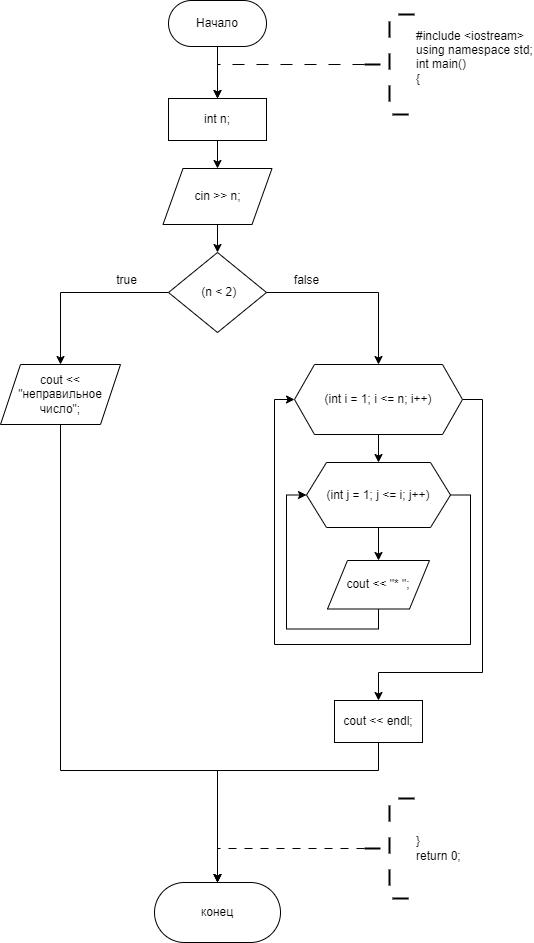 Начало
#include <iostream>
using namespace std;
int main()
{
int n;
cin >> n;
true
(n < 2)
false
cout <<
"неправильное
число";
(int i = 1; i <= n; i++)
(int j = 1; j <= i; j++)
cout << "* ";
cout << endl;
}
return 0;
конец